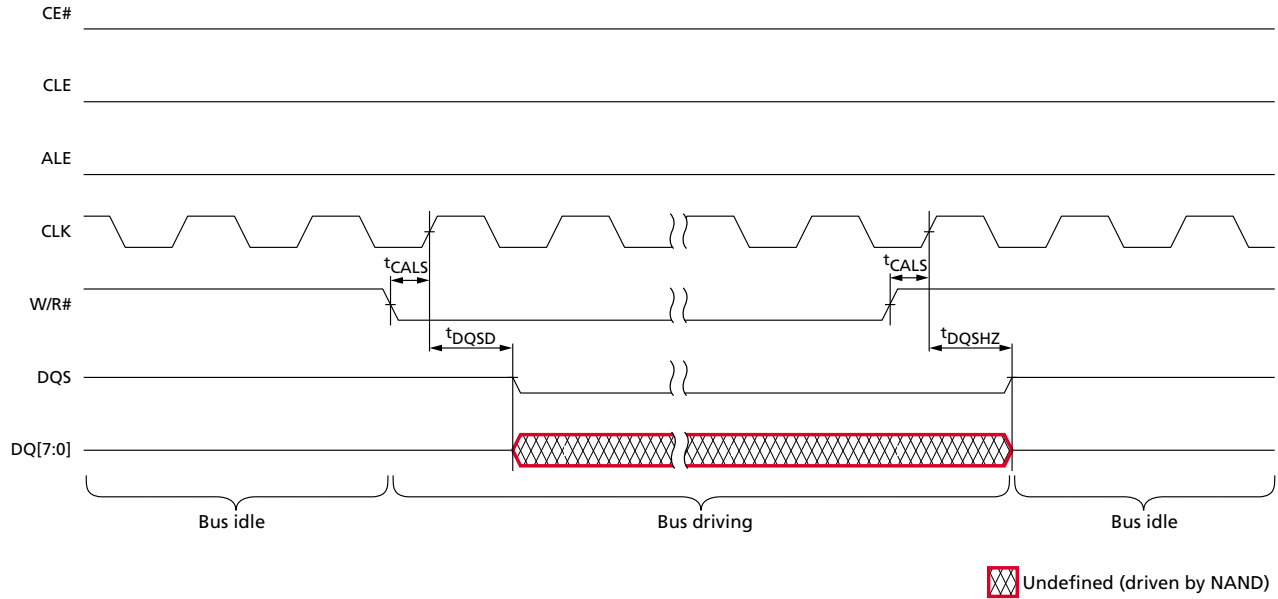 CE#
CLE
ALE
CLK
tCALS tCALS
W/R#
tDQSD tDQSHZ
DQS
DQ[7:0]
Bus idle Bus driving Bus idle
Undefined (driven by NAND)